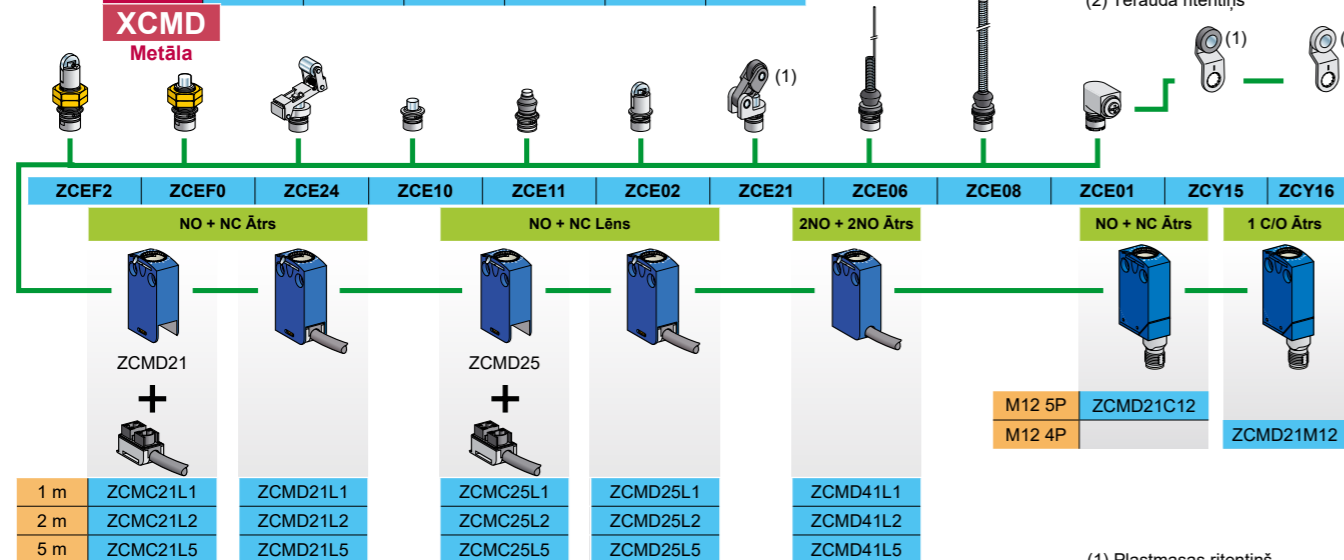 (2) Tērauda ritentiņš
XCMD
Metāla
(1)
(1)
ZCEF2 ZCEF0 ZCE24 ZCE10 ZCE11 ZCE02 ZCE21 ZCE06 ZCE08 ZCE01 ZCY15 ZCY16
NO + NC Ātrs NO + NC Lēns 2NO + 2NO Ātrs NO + NC Ātrs 1 C/O Ātrs
ZCMD21 ZCMD25
+ +
M12 5P ZCMD21C12
M12 4P ZCMD21M12
1 m ZCMC21L1 ZCMD21L1 ZCMC25L1 ZCMD25L1 ZCMD41L1
2 m ZCMC21L2 ZCMD21L2 ZCMC25L2 ZCMD25L2 ZCMD41L2
5 m ZCMC21L5 ZCMD21L5 ZCMC25L5 ZCMD25L5 ZCMD41L5
(1) Plastmasas ritentiņš